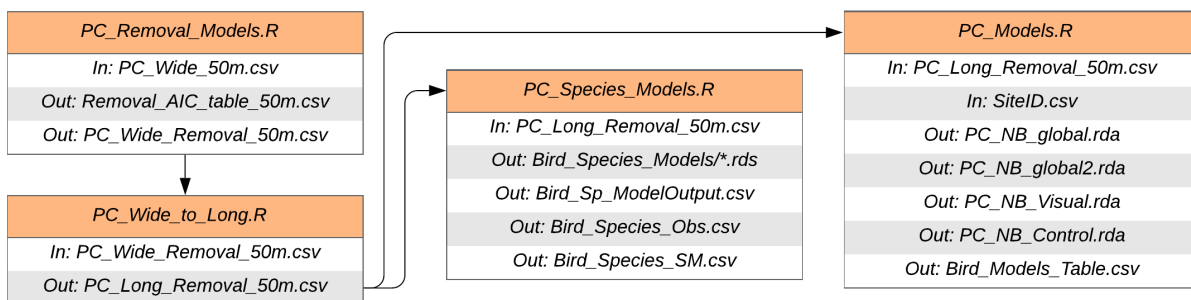 PC_Removal_Models.R
In: PC_Wide_50m.csv
Out: Removal_AIC_table_50m.csv
Out: PC_Wide_Removal_50m.csv
PC_Wide_to_Long.R
In: PC_Wide_Removal_50m.csv
Out: PC_Long_Removal_50m.csv
PC_Species_Models.R
In: PC_Long_Removal_50m.csv
Out: Bird_Species_Models/*.rds
Out: Bird_Sp_ModelOutput.csv
Out: Bird_Species_Obs.csv
Out: Bird_Species_SM.csv
PC_Models.R
In: PC_Long_Removal_50m.csv
In: SiteID.csv
Out: PC_NB_global.rda
Out: PC_NB_global2.rda
Out: PC_NB_Visual.rda
Out: PC_NB_Control.rda
Out: Bird_Models_Table.csv